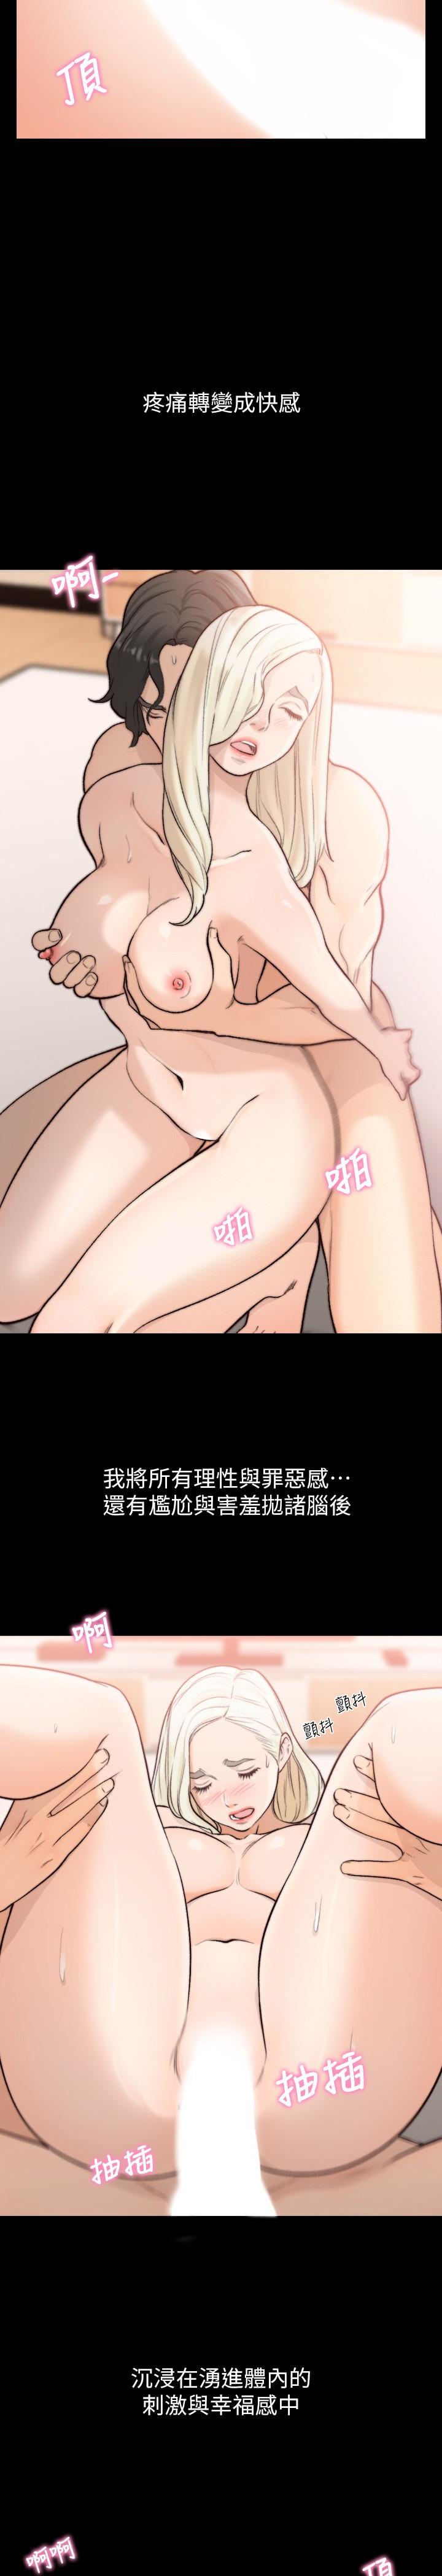 頂
疼痛轉變成快感
啊~
啪
啪
我將所有理性與罪惡感…
還有尷尬與害羞拋諸腦後
啊
顫抖
顫抖
抽插
抽插
沉浸在湧進體內的
刺激與幸福感中
啊啊
頂